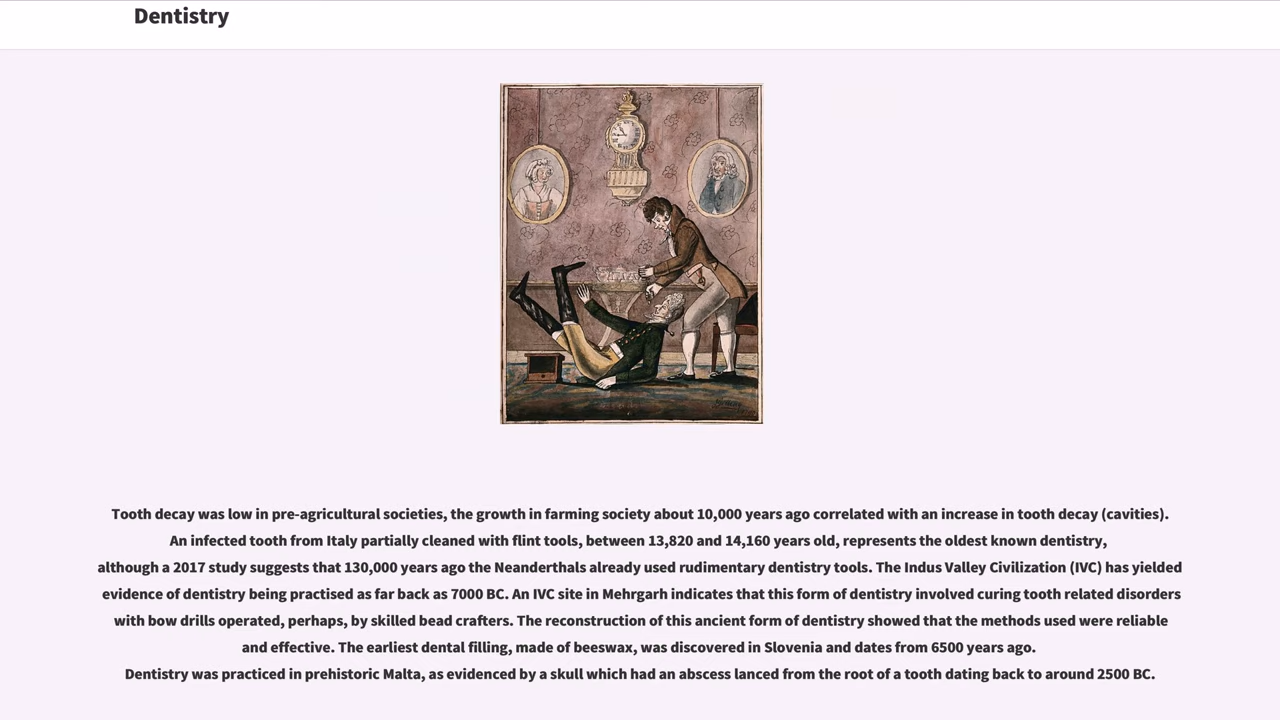 Dentistry
Tooth decay was low in pre-agricultural societies, the growth in farming society about 10,000 years ago correlated with an increase in tooth decay (cavities).
An infected tooth from Italy partially cleaned with flint tools, between 13,820 and 14,160 years old, represents the oldest known dentistry,
although a 2017 study suggests that 130,000 years ago the Neanderthals already used rudimentary dentistry tools. The Indus Valley Civilization (IVC) has yielded
evidence of dentistry being practised as far back as 7000 BC. An IVC site in Mehrgarh indicates that this form of dentistry involved curing tooth related disorders
with bow drills operated, perhaps, by skilled bead crafters. The reconstruction of this ancient form of dentistry showed that the methods used were reliable
and effective. The earliest dental filling, made of beeswax, was discovered in Slovenia and dates from 6500 years ago.
Dentistry was practiced in prehistoric Malta, as evidenced by a skull which had an abscess lanced from the root of a tooth dating back to around 2500 BC.